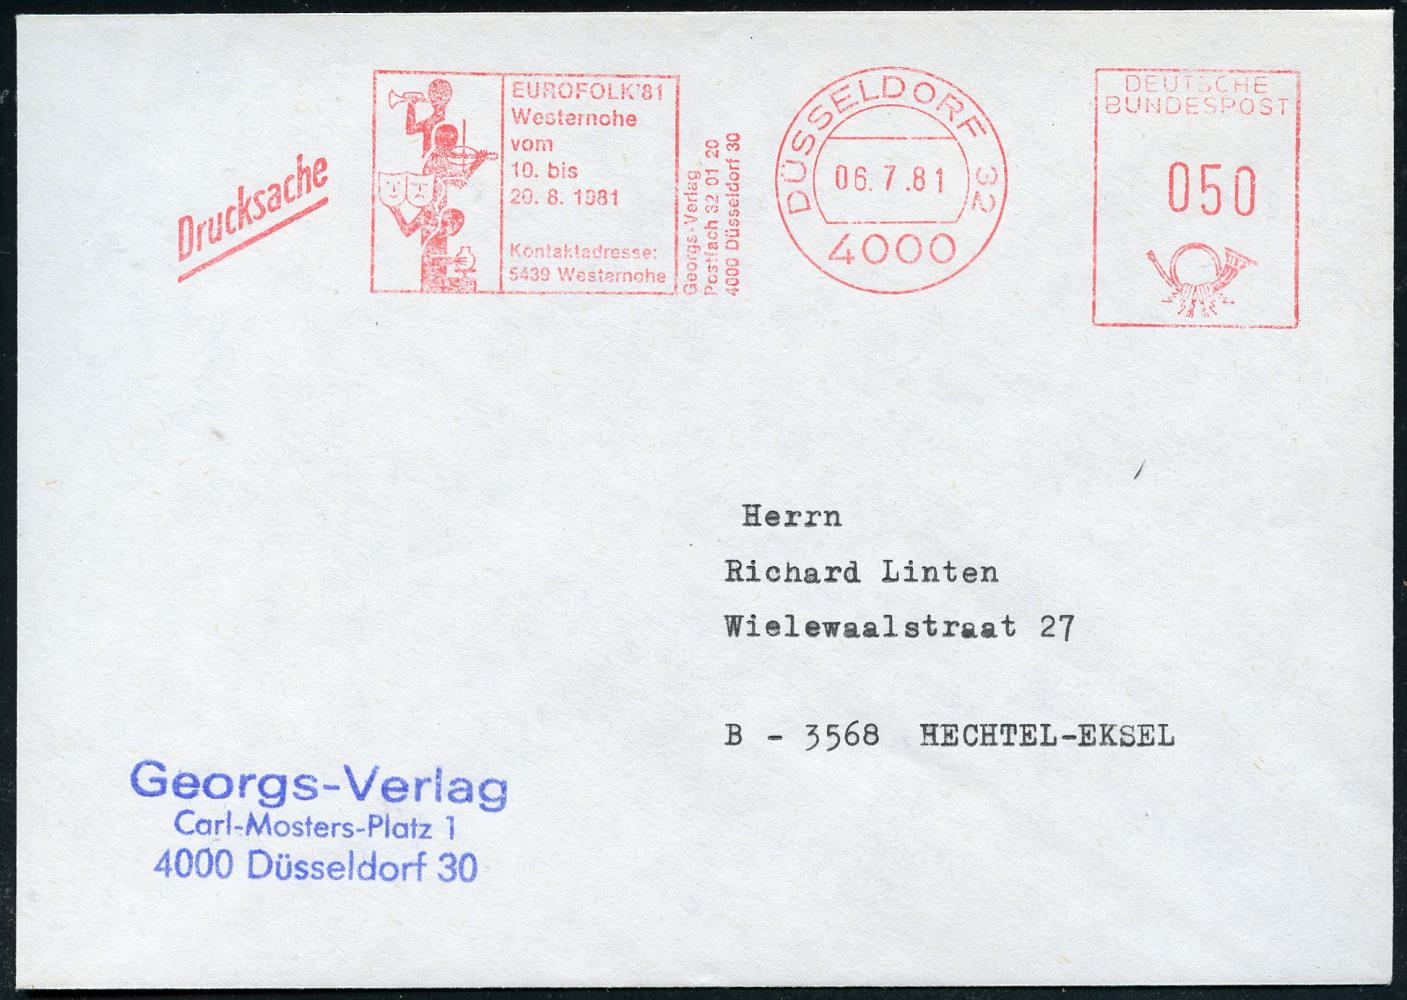 Drucksache
EUROFOLK'81
Westernohe
vom
10. bis
20. 8. 1981
Kontaktadresse:
5439 Westernohe
Georgs-Verlag
Postfach 32 01 20
4000 Düsseldorf 30
DÜSSELDORF 32
06.7.81
4000
DEUTSCHE
BUNDESPOST
050
Herrn
Richard Linten
Wielewaalstraat 27
B - 3568 HECHTEL-EKSEL
Georgs-Verlag
Carl-Mosters-Platz 1
4000 Düsseldorf 30